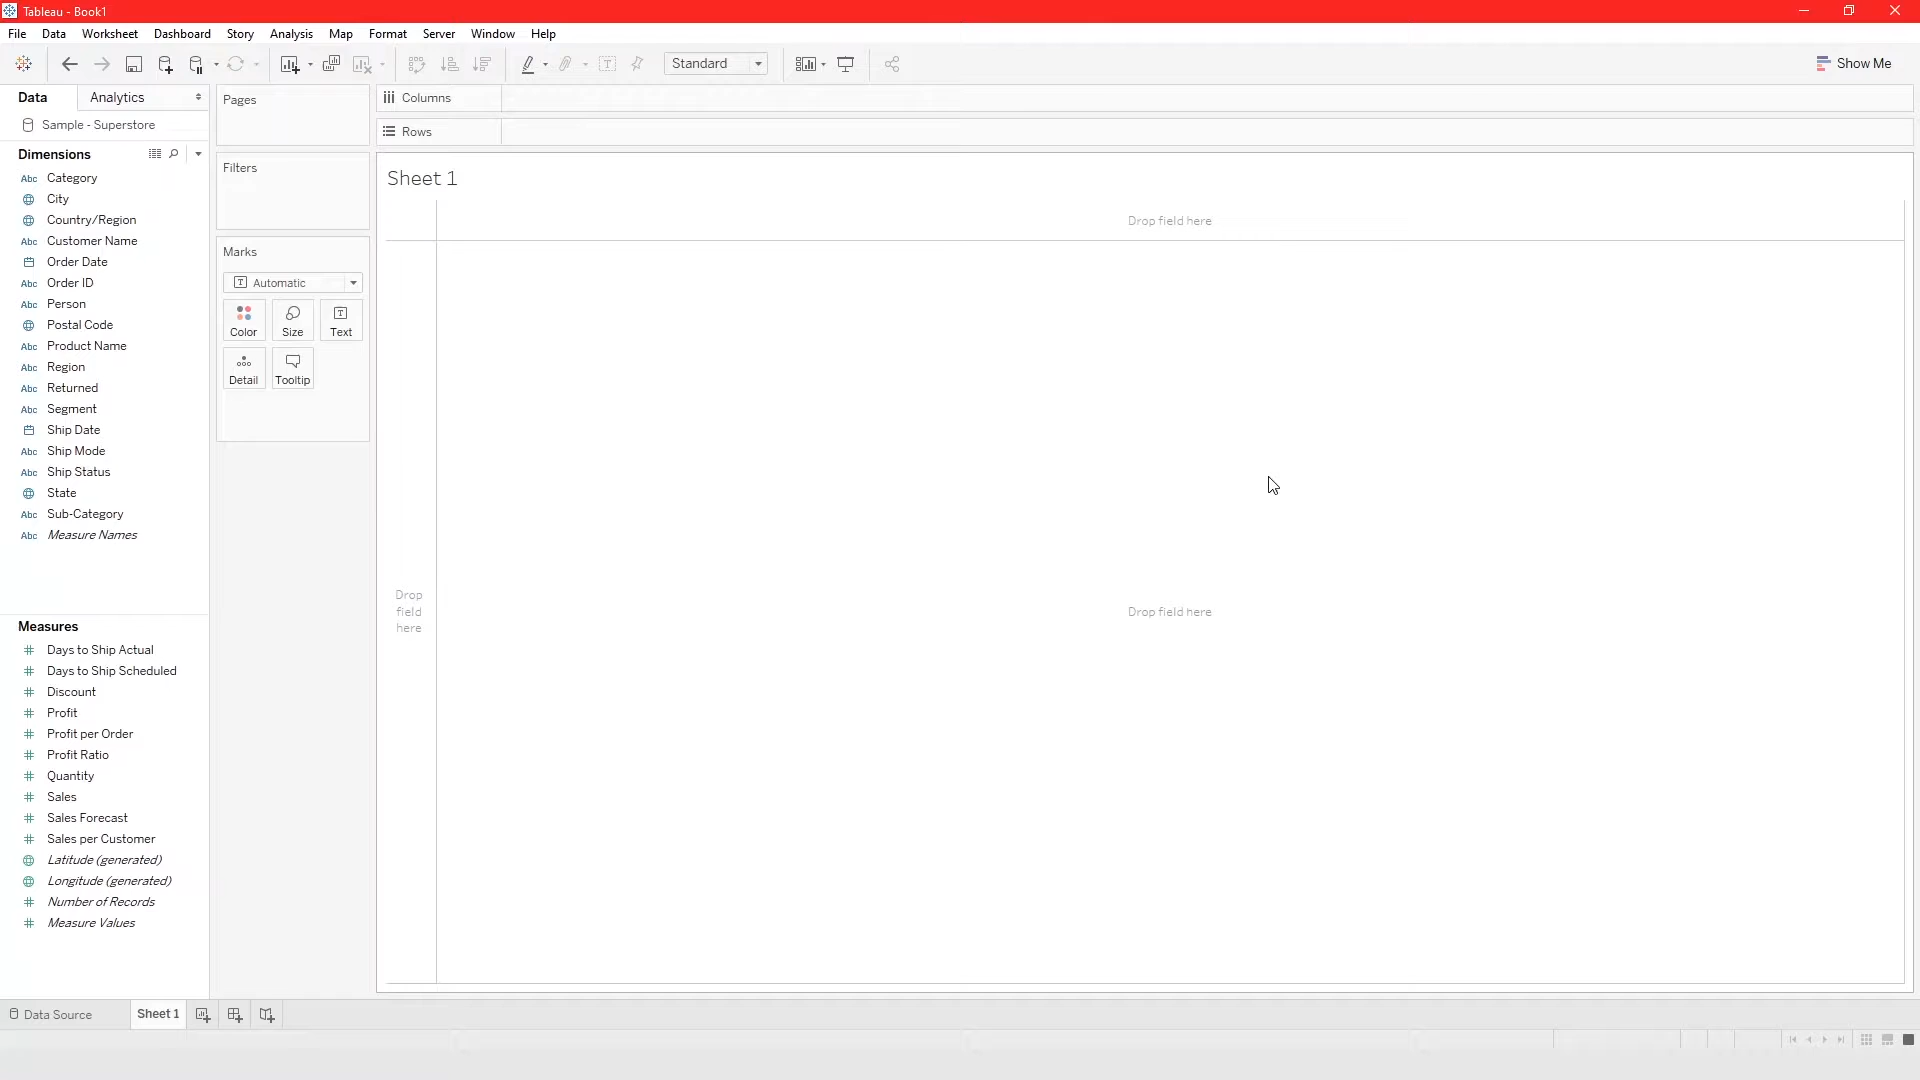 Tableau - Book1
File Data Worksheet Dashboard Story Analysis Map Format Server Window Help
Standard
Show Me
Data
Analytics
Sample - Superstore
Dimensions
Abc Category
City
Country/Region
Abc Customer Name
Order Date
Abc Order ID
Abc Person
Postal Code
Abc Product Name
Abc Region
Abc Returned
Abc Segment
Ship Date
Abc Ship Mode
Abc Ship Status
State
Abc Sub-Category
Abc Measure Names
Measures
# Days to Ship Actual
# Days to Ship Scheduled
# Discount
# Profit
# Profit per Order
# Profit Ratio
# Quantity
# Sales
# Sales Forecast
# Sales per Customer
Latitude (generated)
Longitude (generated)
# Number of Records
# Measure Values
Pages
Filters
Marks
T Automatic
Color
Size
T
Text
Detail
Tooltip
Columns
Rows
Sheet 1
Drop field here
Drop
field
here
Drop field here
Data Source
Sheet 1